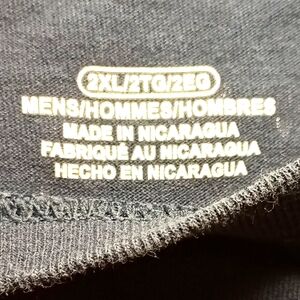 2XL/2TG/2EG
MENS/HOMMES/HOMBRES
MADE IN NICARAGUA
FABRIQUÉ AU NICARAGUA
HECHO EN NICARAGUA